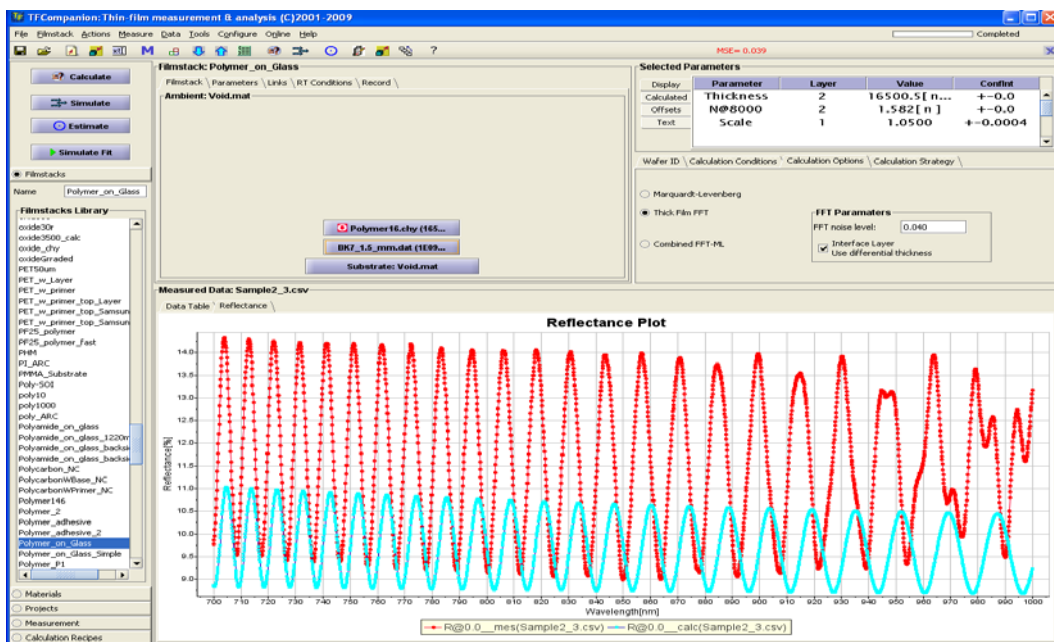 TFCompanion: Thin-film measurement & analysis (C)2001-2009
File Filmstack Actions Measure Data Tools Configure Online Help
Completed
MSE= 0.039
Calculate
Simulate
Estimate
Simulate Fit
Filmstacks
Name Polymer_on_Glass
Filmstacks Library
oxide30r
oxide3500_calc
oxide_chy
oxideGrraded
PET50um
PET_w_Layer
PET_w_primer
PET_w_primer_top_Layer
PET_w_primer_top_Samsun
PET_w_primer_top_Samsun
PF25_polymer
PF25_polymer_fast
PHM
PI_ARC
PMMA_Substrate
Poly-SOI
poly10
poly1000
poly_ARC
Polyamide_on_glass
Polyamide_on_glass_1220m
Polyamide_on_glass_backsi
Polyamide_on_glass_backsi
Polycarbon_NC
PolycarbonWBase_NC
PolycarbonWPrimer_NC
Polymer146
Polymer_2
Polymer_adhesive
Polymer_adhesive_2
Polymer_on_Glass
Polymer_on_Glass_Simple
Polymer_P1
Materials
Projects
Measurement
Calculation Recipes
Filmstack: Polymer_on_Glass
Filmstack Parameters Links RT Conditions Record
Ambient: Void.mat
Polymer16.chy (165...
BK7_1.5_mm.dat (1E09...
Substrate: Void.mat
Selected Parameters
Display Parameter Layer Value ConfInt
Calculated Thickness 2 16500.5[ n... +-0.0
Offsets N@8000 2 1.582[ n ] +-0.0
Text Scale 1 1.0500 +-0.0004
Wafer ID Calculation Conditions Calculation Options Calculation Strategy
Marquardt-Levenberg
Thick Film FFT
Combined FFT-ML
FFT Paramaters
FFT noise level: 0.040
Interface Layer
Use differential thickness
Measured Data: Sample2_3.csv
Data Table Reflectance
Reflectance Plot
Reflectance[%]
14.0
13.5
13.0
12.5
12.0
11.5
11.0
10.5
10.0
9.5
9.0
700 710 720 730 740 750 760 770 780 790 800 810 820 830 840 850 860 870 880 890 900 910 920 930 940 950 960 970 980 990 1000
Wavelength[nm]
R@0.0__mes(Sample2_3.csv) R@0.0__calc(Sample2_3.csv)